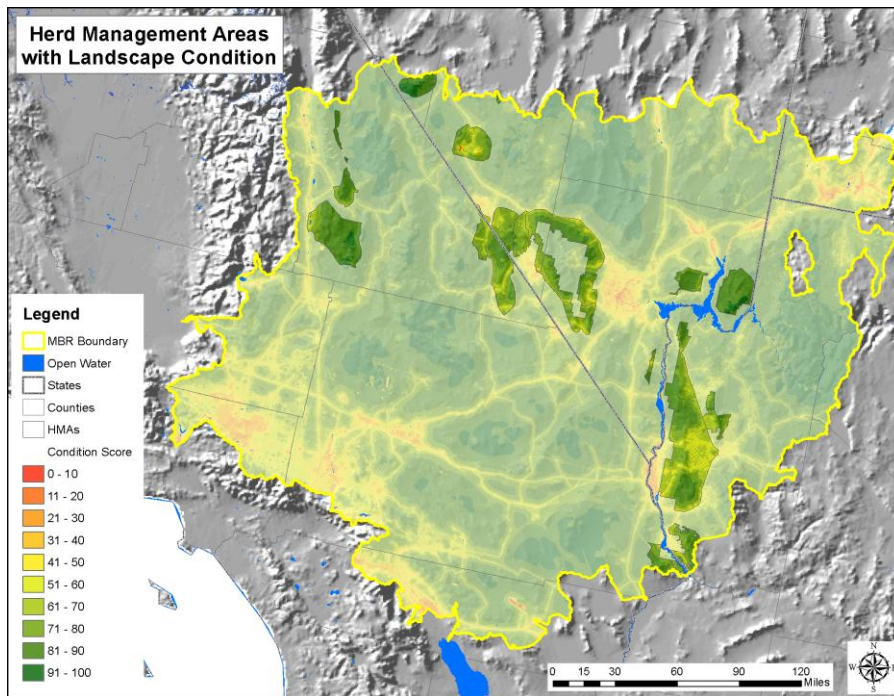 Herd Management Areas
with Landscape Condition
Legend
MBR Boundary
Open Water
States
Counties
HMAs
Condition Score
0 - 10
11 - 20
21 - 30
31 - 40
41 - 50
51 - 60
61 - 70
71 - 80
81 - 90
91 - 100
0 15 30 60 90 120
Miles
N
W E
S